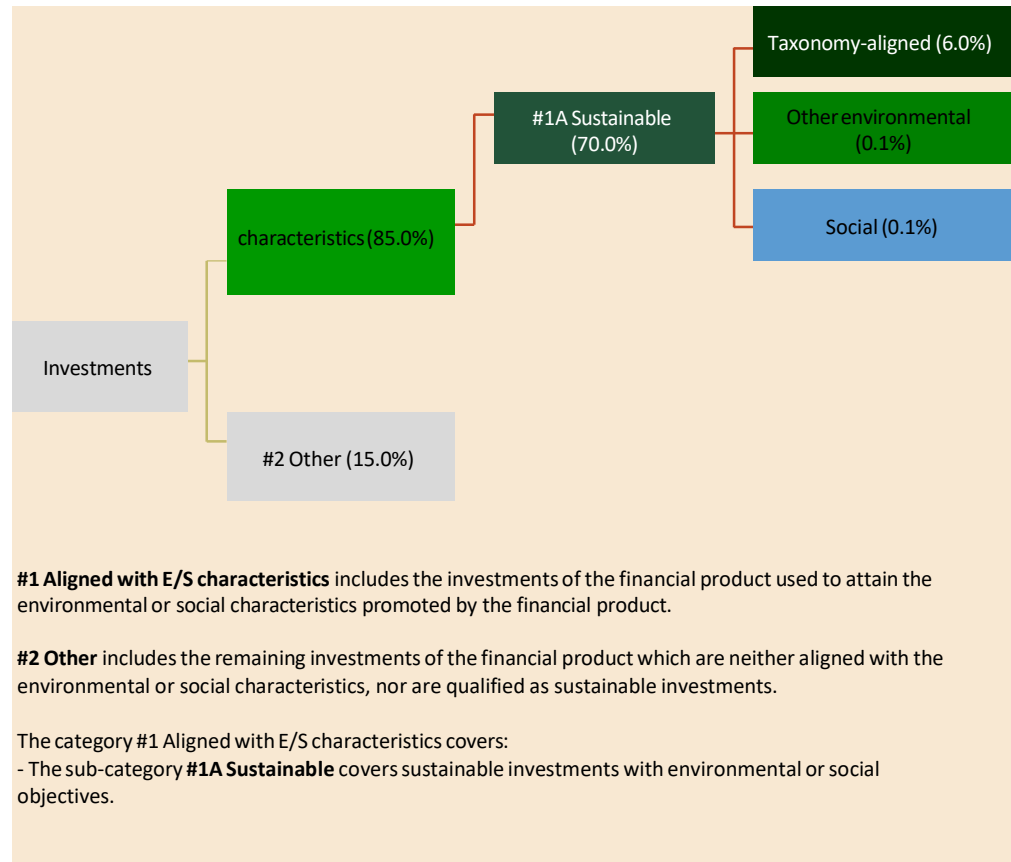 Taxonomy-aligned (6.0%)
#1A Sustainable
(70.0%)
Other environmental
(0.1%)
Social (0.1%)
characteristics (85.0%)
Investments
#2 Other (15.0%)
#1 Aligned with E/S characteristics includes the investments of the financial product used to attain the
environmental or social characteristics promoted by the financial product.
#2 Other includes the remaining investments of the financial product which are neither aligned with the
environmental or social characteristics, nor are qualified as sustainable investments.
The category #1 Aligned with E/S characteristics covers:
- The sub-category #1A Sustainable covers sustainable investments with environmental or social
objectives.